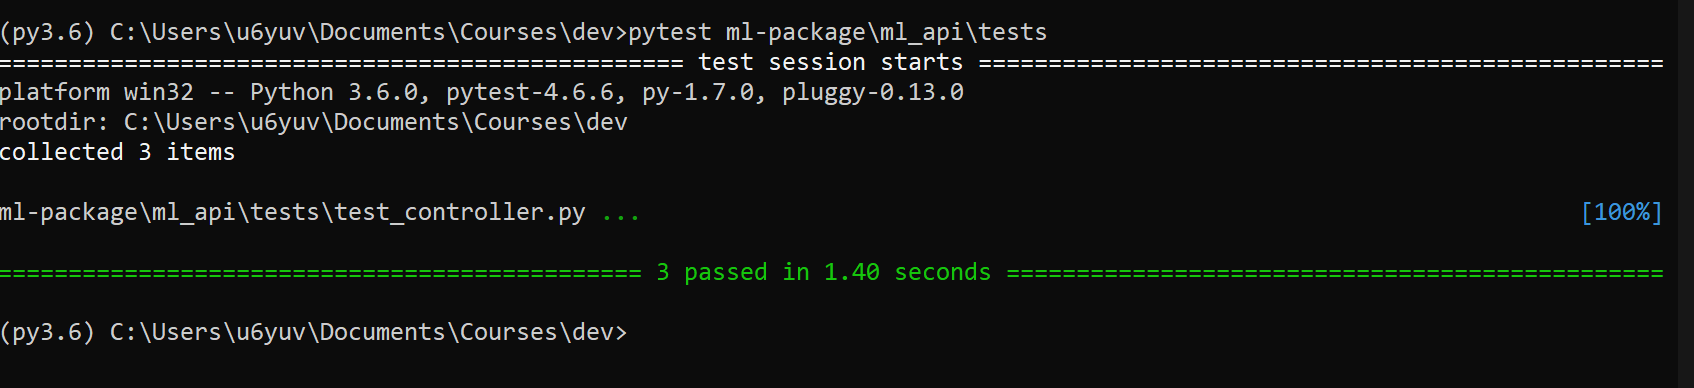 (py3.6) C:\Users\u6yuv\Documents\Courses\dev>pytest ml-package\ml_api\tests
================================================= test session starts =================================================
platform win32 -- Python 3.6.0, pytest-4.6.6, py-1.7.0, pluggy-0.13.0
rootdir: C:\Users\u6yuv\Documents\Courses\dev
collected 3 items
ml-package\ml_api\tests\test_controller.py ... [100%]
============================================== 3 passed in 1.40 seconds ===============================================
(py3.6) C:\Users\u6yuv\Documents\Courses\dev>